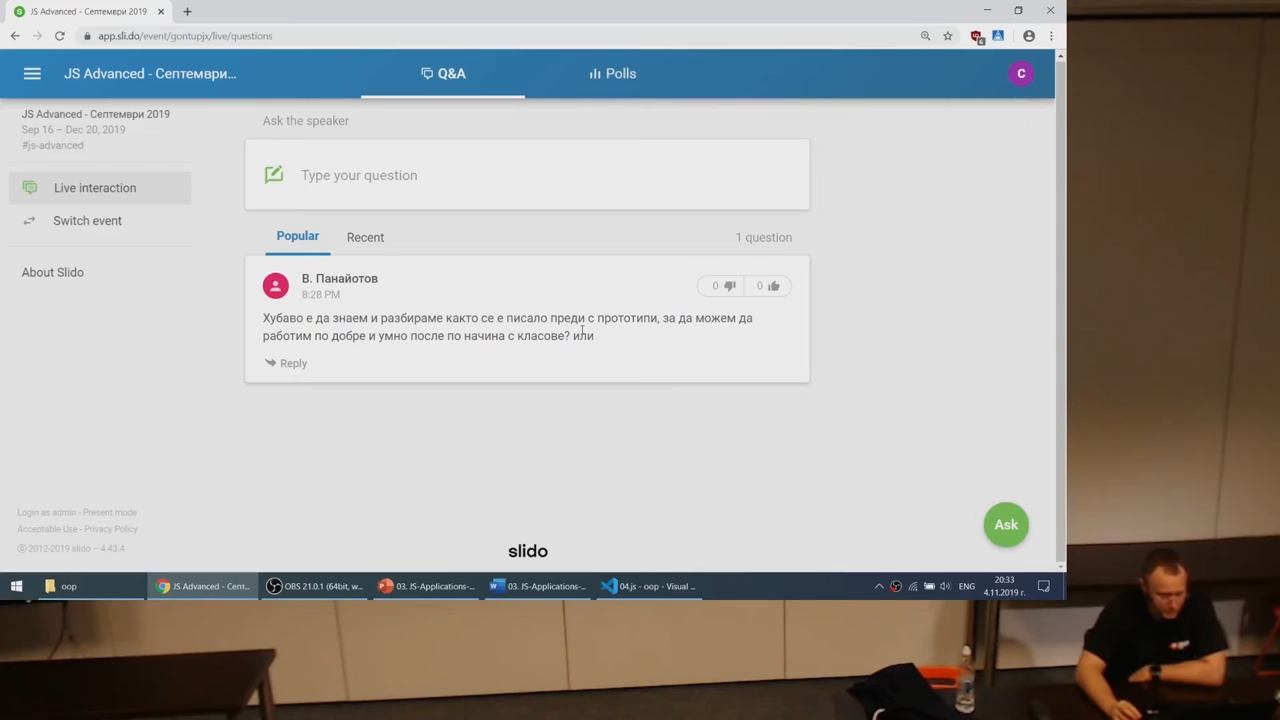 JS Advanced - Септември 2019
app.sli.do/event/gontupjx/live/questions
JS Advanced - Септемвр...
Q&A
Polls
C
JS Advanced - Септември 2019
Sep 16 – Dec 20, 2019
#js-advanced
Live interaction
Switch event
About Slido
Ask the speaker
Type your question
Popular
Recent
1 question
В. Панайотов
8:28 PM
0
0
Хубаво е да знаем и разбираме както се е писало преди с прототипи, за да можем да
работим по добре и умно после по начина с класове? или
Reply
Login as admin - Present mode
Acceptable Use - Privacy Policy
© 2012-2019 slido – 4.43.4
Ask
slido
oop
JS Advanced - Септ...
OBS 21.0.1 (64bit, w...
03. JS-Applications-...
03. JS-Applications-...
04.js - oop - Visual ...
ENG
20:33
4.11.2019 г.